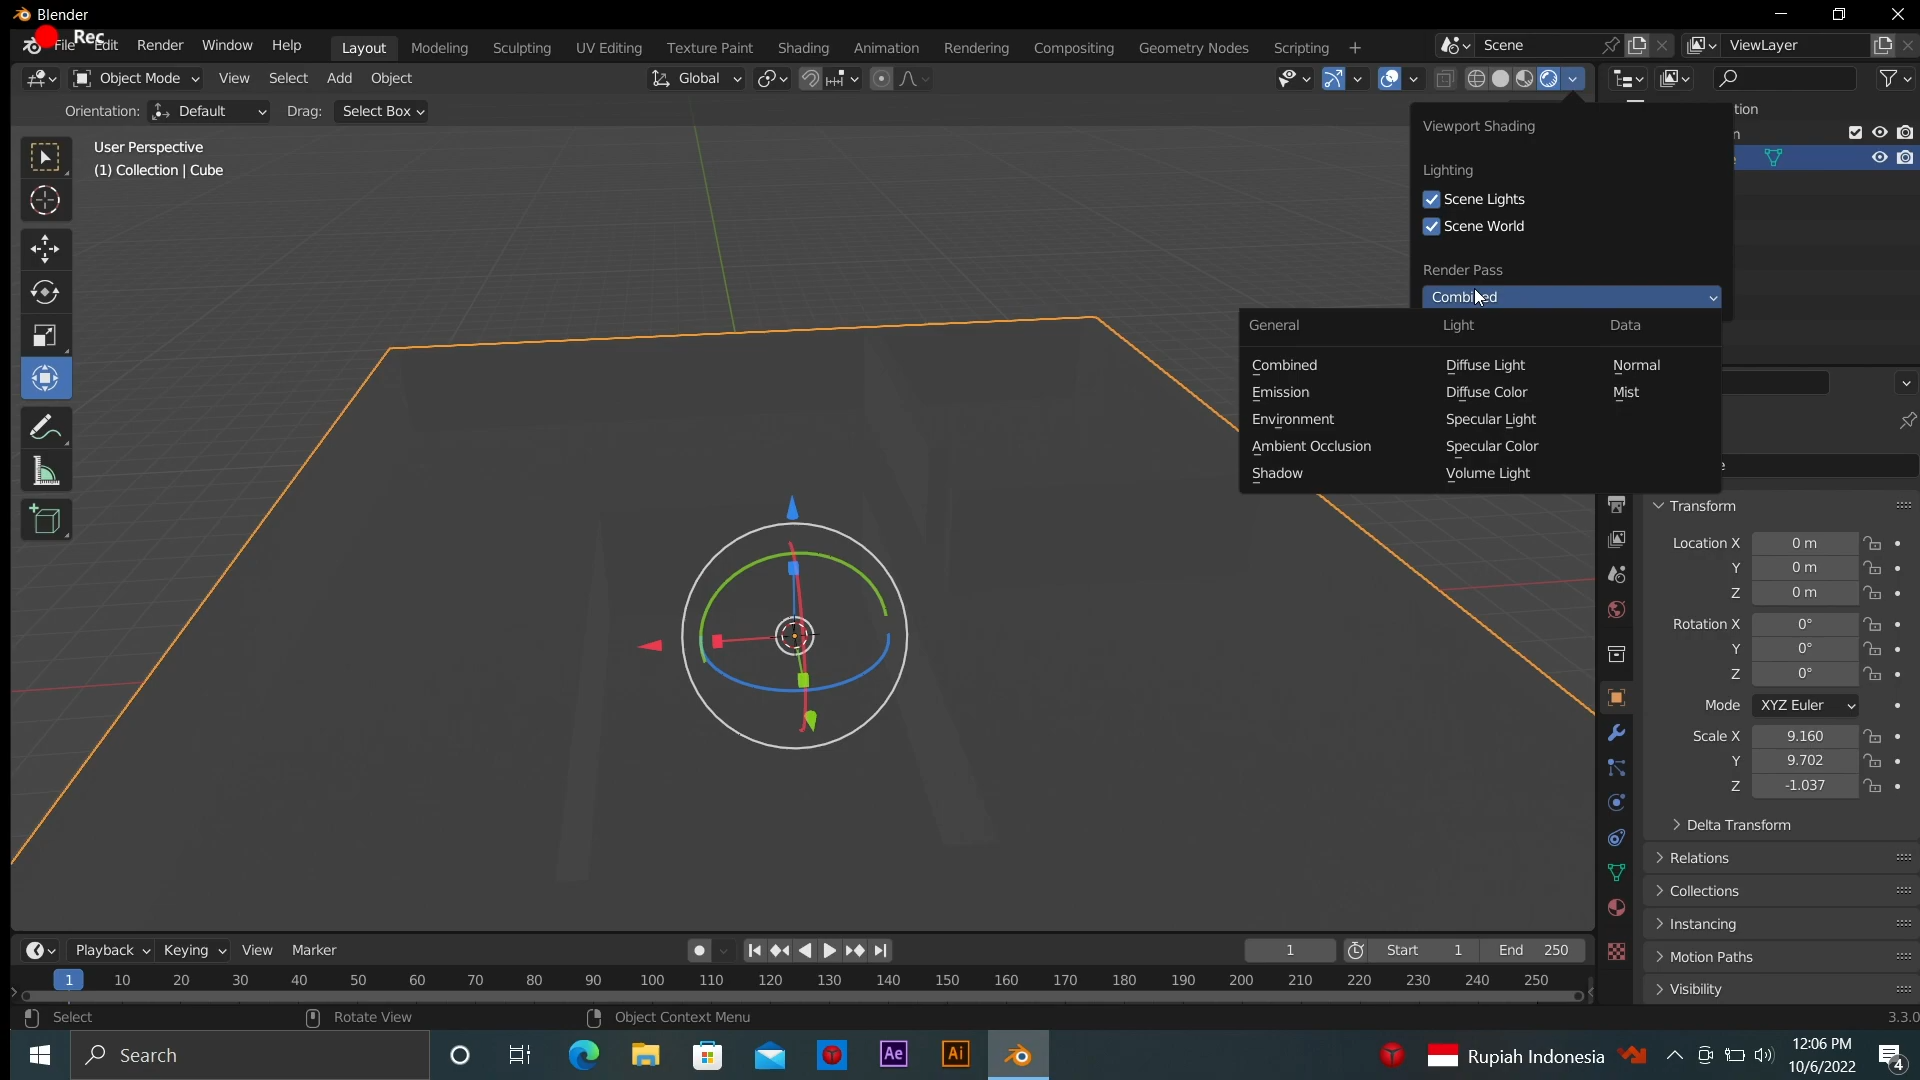 Blender
Rec
File Edit Render Window Help
Layout Modeling Sculpting UV Editing Texture Paint Shading Animation Rendering Compositing Geometry Nodes Scripting +
Scene
ViewLayer
Object Mode View Select Add Object
Global
Orientation: Default Drag: Select Box
User Perspective
(1) Collection | Cube
Viewport Shading
Lighting
Scene Lights
Scene World
Render Pass
Combined
General Light Data
Combined Diffuse Light Normal
Emission Diffuse Color Mist
Environment Specular Light
Ambient Occlusion Specular Color
Shadow Volume Light
Transform
Location X 0 m
Y 0 m
Z 0 m
Rotation X 0°
Y 0°
Z 0°
Mode XYZ Euler
Scale X 9.160
Y 9.702
Z -1.037
Delta Transform
Relations
Collections
Instancing
Motion Paths
Visibility
Playback Keying View Marker
1 Start 1 End 250
1 10 20 30 40 50 60 70 80 90 100 110 120 130 140 150 160 170 180 190 200 210 220 230 240 250
Select Rotate View Object Context Menu 3.3.0
Search
Ae
Ai
Rupiah Indonesia
12:06 PM
10/6/2022
4